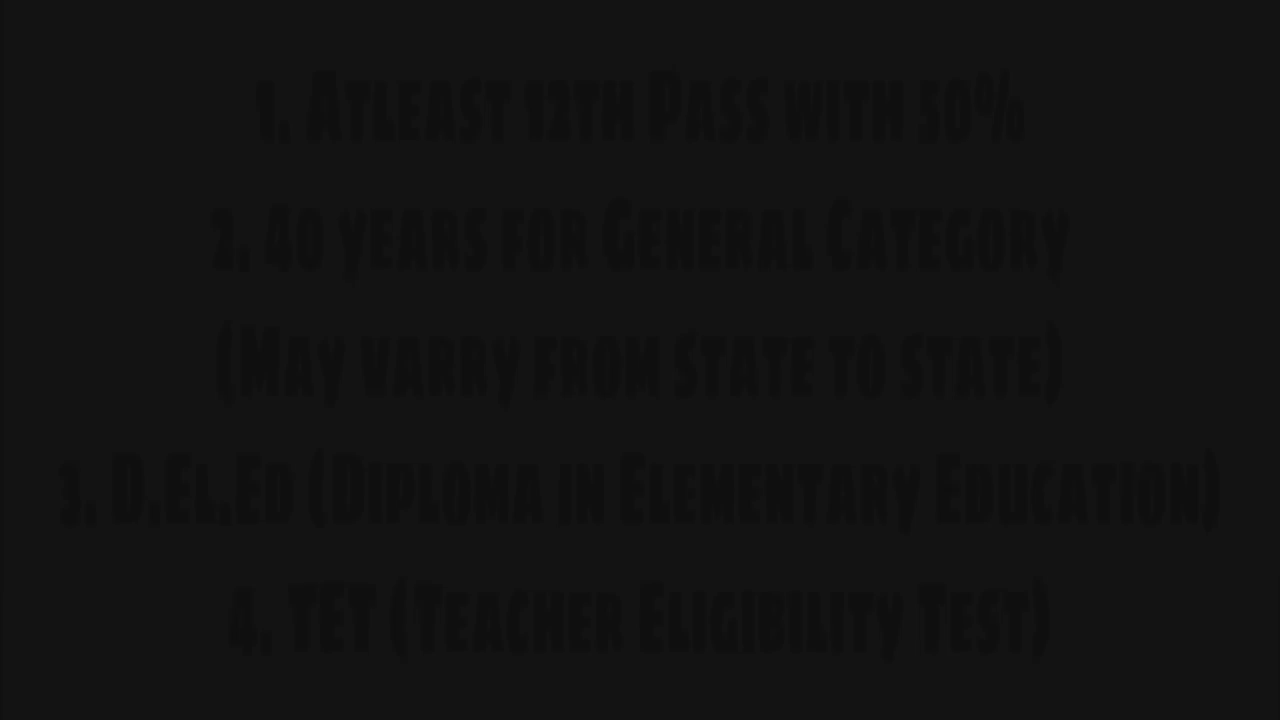 1. Atleast 12th Pass with 50%
2. 40 years for General Category
(May varry from state to state)
3. D.El.Ed (Diploma in Elementary Education)
4. TET (Teacher Eligibility Test)